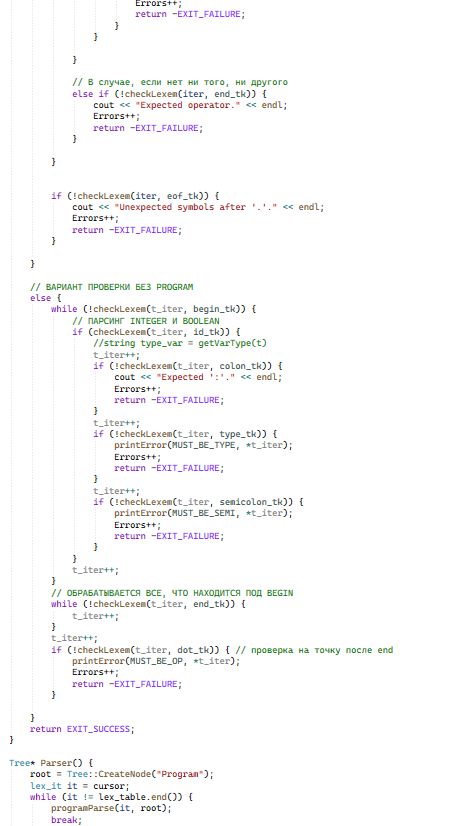 Errors++;
return -EXIT_FAILURE;
}
}
}
// В случае, если нет ни того, ни другого
else if (!checkLexem(iter, end_tk)) {
cout << "Expected operator." << endl;
Errors++;
return -EXIT_FAILURE;
}
}
if (!checkLexem(iter, eof_tk)) {
cout << "Unexpected symbols after '.'." << endl;
Errors++;
return -EXIT_FAILURE;
}
}
// ВАРИАНТ ПРОВЕРКИ БЕЗ PROGRAM
else {
while (!checkLexem(t_iter, begin_tk)) {
// ПАРСИНГ INTEGER И BOOLEAN
if (checkLexem(t_iter, id_tk)) {
//string type_var = getVarType(t)
t_iter++;
if (!checkLexem(t_iter, colon_tk)) {
cout << "Expected ':'." << endl;
Errors++;
return -EXIT_FAILURE;
}
t_iter++;
if (!checkLexem(t_iter, type_tk)) {
printError(MUST_BE_TYPE, *t_iter);
Errors++;
return -EXIT_FAILURE;
}
t_iter++;
if (!checkLexem(t_iter, semicolon_tk)) {
printError(MUST_BE_SEMI, *t_iter);
Errors++;
return -EXIT_FAILURE;
}
}
t_iter++;
}
// ОБРАБАТЫВАЕТСЯ ВСЕ, ЧТО НАХОДИТСЯ ПОД BEGIN
while (!checkLexem(t_iter, end_tk)) {
t_iter++;
}
t_iter++;
if (!checkLexem(t_iter, dot_tk)) { // проверка на точку после end
printError(MUST_BE_OP, *t_iter);
Errors++;
return -EXIT_FAILURE;
}
}
return EXIT_SUCCESS;
}
Tree* Parser() {
root = Tree::CreateNode("Program");
lex_it it = cursor;
while (it != lex_table.end()) {
programParse(it, root);
break;